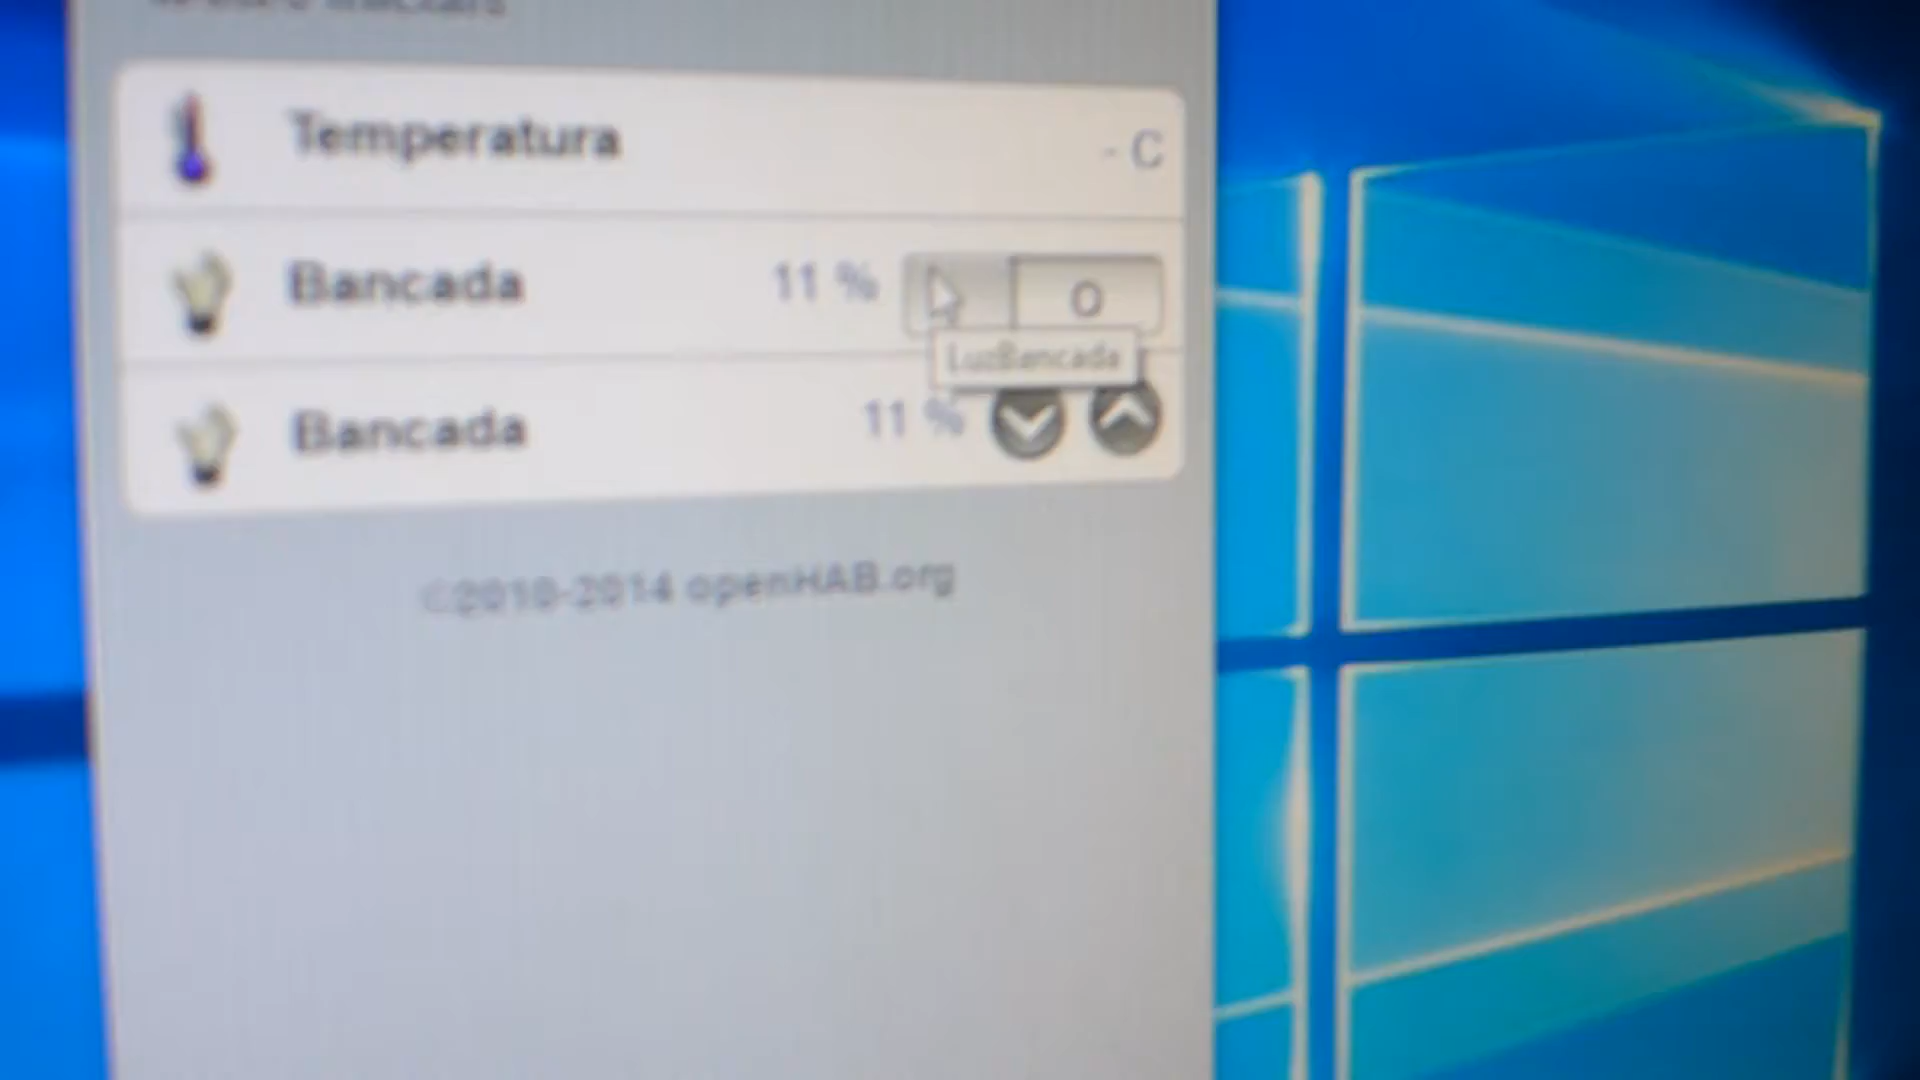 Temperatura - C
Bancada 11 % O
LuzBancada
Bancada 11 %
©2010-2014 openHAB.org